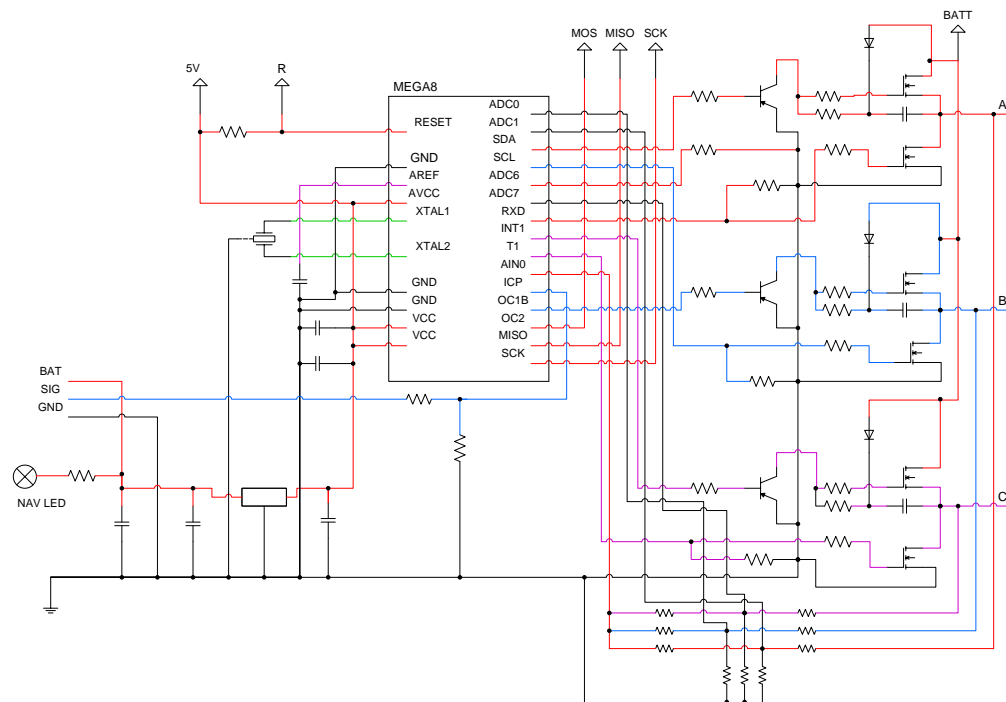 MOS MISO SCK BATT
5V R
MEGA8
ADC0
ADC1
RESET
SDA
SCL
GND
ADC6
AREF
ADC7
AVCC
RXD
XTAL1
INT1
T1
XTAL2
AIN0
ICP
GND
OC1B
GND
OC2
VCC
MISO
VCC
SCK
A
B
C
BAT
SIG
GND
NAV LED